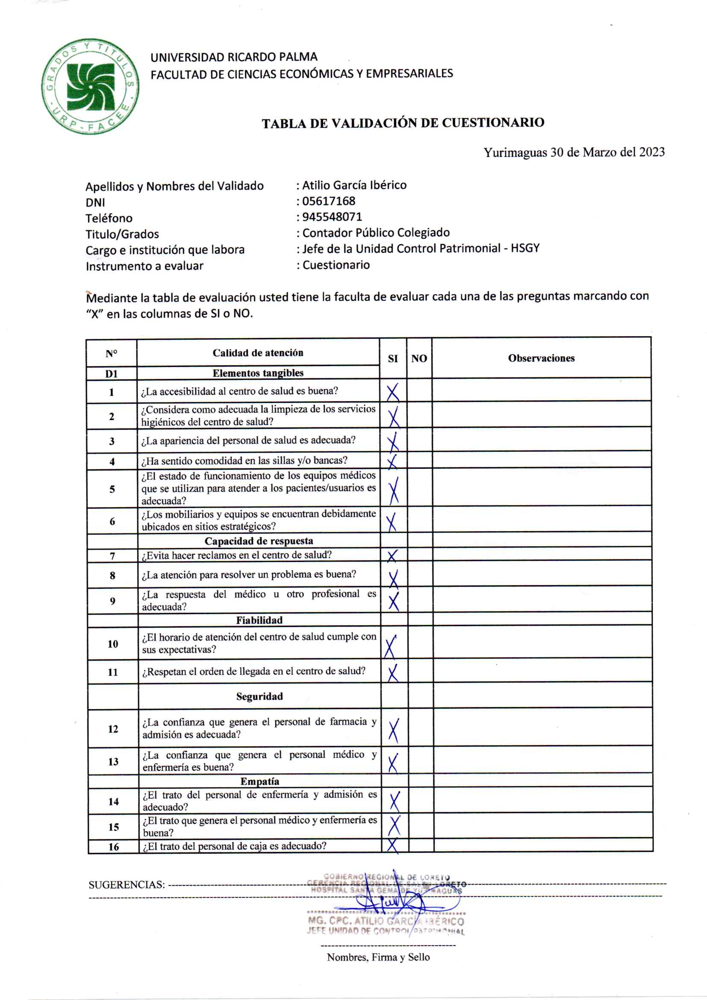 GRADOS Y TITULOS
- URP - FACEE -
UNIVERSIDAD RICARDO PALMA
FACULTAD DE CIENCIAS ECONÓMICAS Y EMPRESARIALES
TABLA DE VALIDACIÓN DE CUESTIONARIO
Yurimaguas 30 de Marzo del 2023
Apellidos y Nombres del Validado : Atilio García Ibérico
DNI : 05617168
Teléfono : 945548071
Titulo/Grados : Contador Público Colegiado
Cargo e institución que labora : Jefe de la Unidad Control Patrimonial - HSGY
Instrumento a evaluar : Cuestionario
Mediante la tabla de evaluación usted tiene la faculta de evaluar cada una de las preguntas marcando con
“X” en las columnas de SI o NO.
N° Calidad de atención SI NO Observaciones
D1 Elementos tangibles
1 ¿La accesibilidad al centro de salud es buena? X
2 ¿Considera como adecuada la limpieza de los servicios
higiénicos del centro de salud? X
3 ¿La apariencia del personal de salud es adecuada? X
4 ¿Ha sentido comodidad en las sillas y/o bancas? X
5 ¿El estado de funcionamiento de los equipos médicos
que se utilizan para atender a los pacientes/usuarios es X
adecuada?
6 ¿Los mobiliarios y equipos se encuentran debidamente
ubicados en sitios estratégicos? X
Capacidad de respuesta
7 ¿Evita hacer reclamos en el centro de salud? X
8 ¿La atención para resolver un problema es buena? X
9 ¿La respuesta del médico u otro profesional es
adecuada? X
Fiabilidad
10 ¿El horario de atención del centro de salud cumple con
sus expectativas? X
11 ¿Respetan el orden de llegada en el centro de salud? X
Seguridad
12 ¿La confianza que genera el personal de farmacia y
admisión es adecuada? X
13 ¿La confianza que genera el personal médico y
enfermería es buena? X
Empatía
14 ¿El trato del personal de enfermería y admisión es
adecuado? X
15 ¿El trato que genera el personal médico y enfermería es
buena? X
16 ¿El trato del personal de caja es adecuado? X
GOBIERNO REGIONAL DE LORETO
SUGERENCIAS:
GERENCIA REGIONAL DE SALUD LORETO
HOSPITAL SANTA GEMA DE YURIMAGUAS
MG. CPC. ATILIO GARCÍA IBÉRICO
JEFE UNIDAD DE CONTROL PATRIMONIAL
Nombres, Firma y Sello